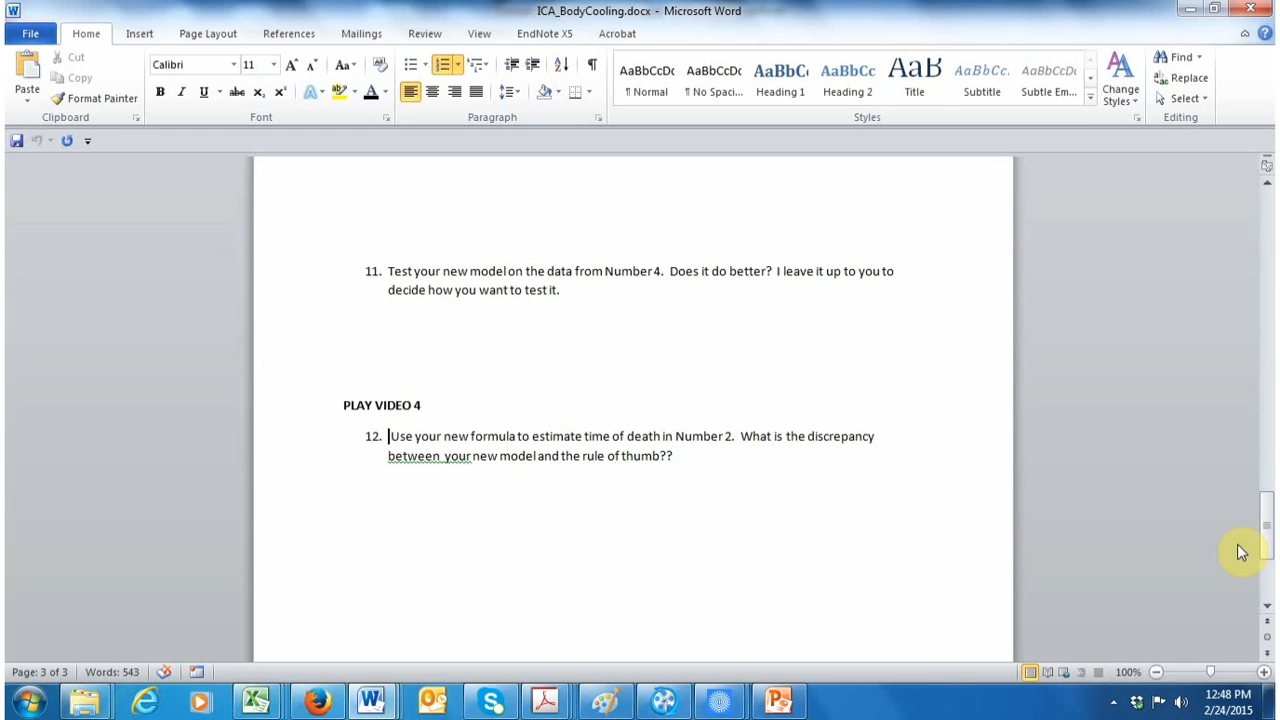 ICA_BodyCooling.docx - Microsoft Word
File Home Insert Page Layout References Mailings Review View EndNote X5 Acrobat
Cut
Copy
Format Painter
Paste
Calibri 11 Aa
B I U abc x₂ x² A A
AaBbCcDc AaBbCcDc AaBbC( AaBbCc AaB AaBbCcL AaBbCcDc
¶ Normal ¶ No Spaci... Heading 1 Heading 2 Title Subtitle Subtle Em...
Change Styles
Find
Replace
Select
Clipboard Font Paragraph Styles Editing
11. Test your new model on the data from Number 4. Does it do better? I leave it up to you to
decide how you want to test it.
PLAY VIDEO 4
12. Use your new formula to estimate time of death in Number 2. What is the discrepancy
between your new model and the rule of thumb??
Page: 3 of 3 Words: 543 100%
12:48 PM
2/24/2015